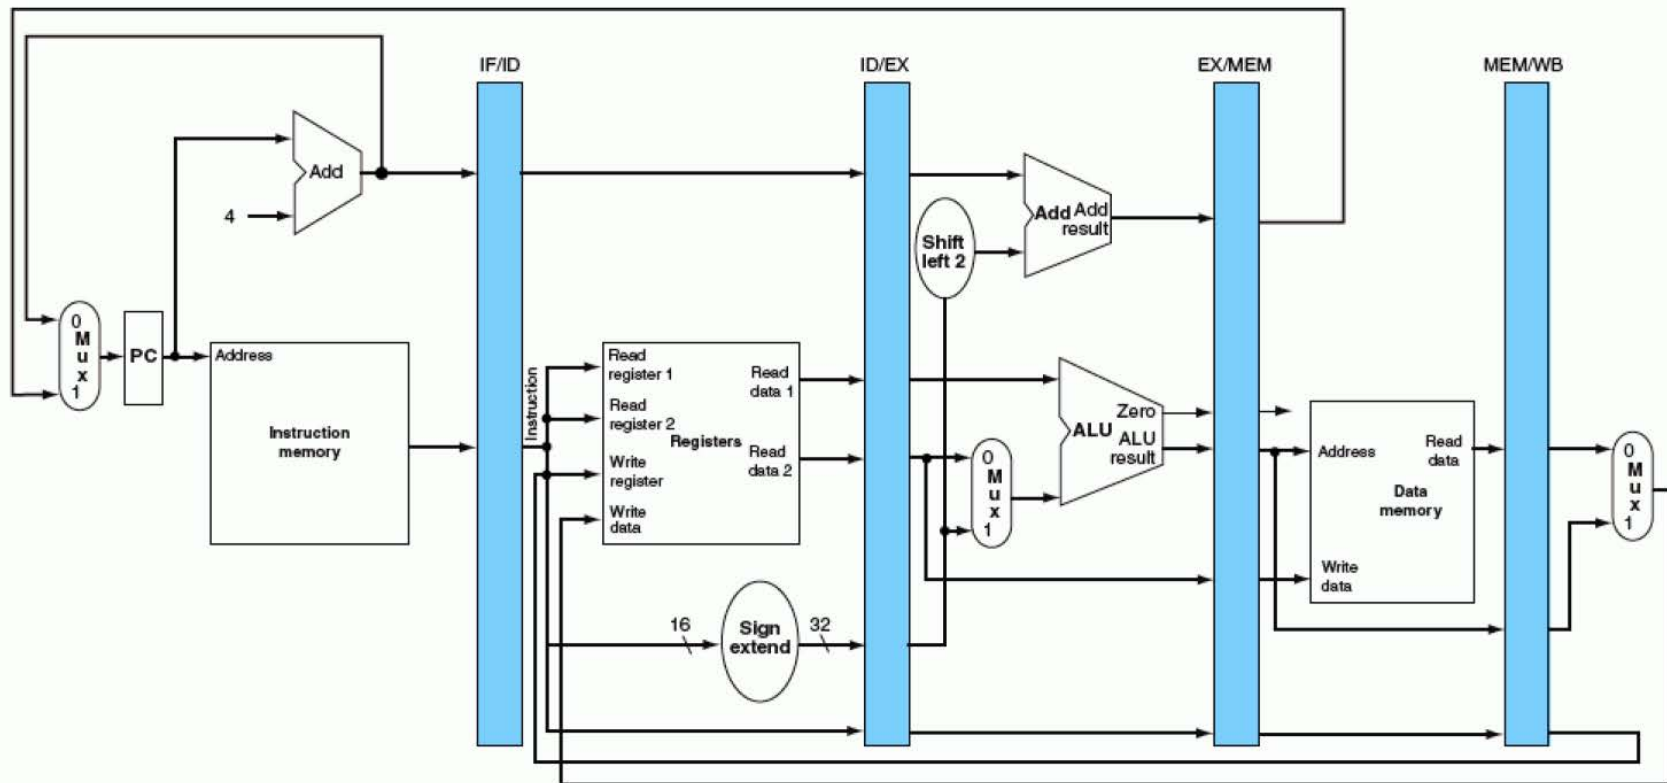 IF/ID
ID/EX
EX/MEM
MEM/WB
Add
4
Shift
left 2
Add
Add
result
0
M
u
x
1
PC
Address
Instruction
memory
Instruction
Read
register 1
Read
register 2
Write
register
Write
data
Registers
Read
data 1
Read
data 2
16
Sign
extend
32
0
M
u
x
1
Zero
ALU
ALU
result
Address
Read
data
Data
memory
Write
data
0
M
u
x
1